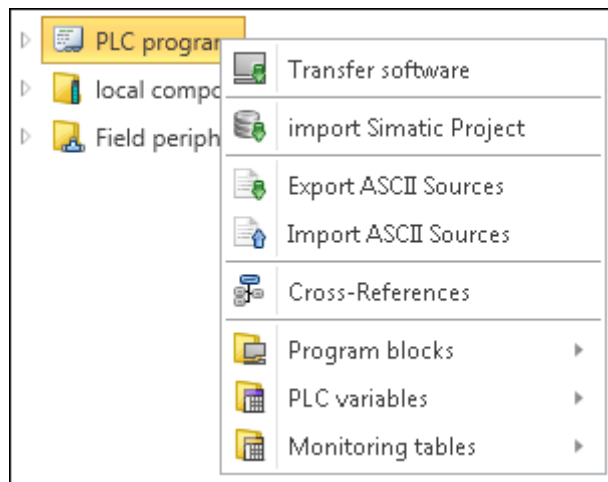 PLC program
local compo
Field periph
Transfer software
import Simatic Project
Export ASCII Sources
Import ASCII Sources
Cross-References
Program blocks
PLC variables
Monitoring tables